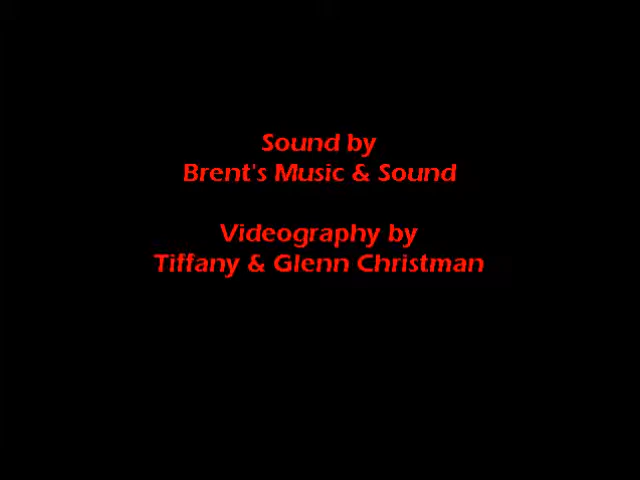 Sound by
Brent's Music & Sound
Videography by
Tiffany & Glenn Christman